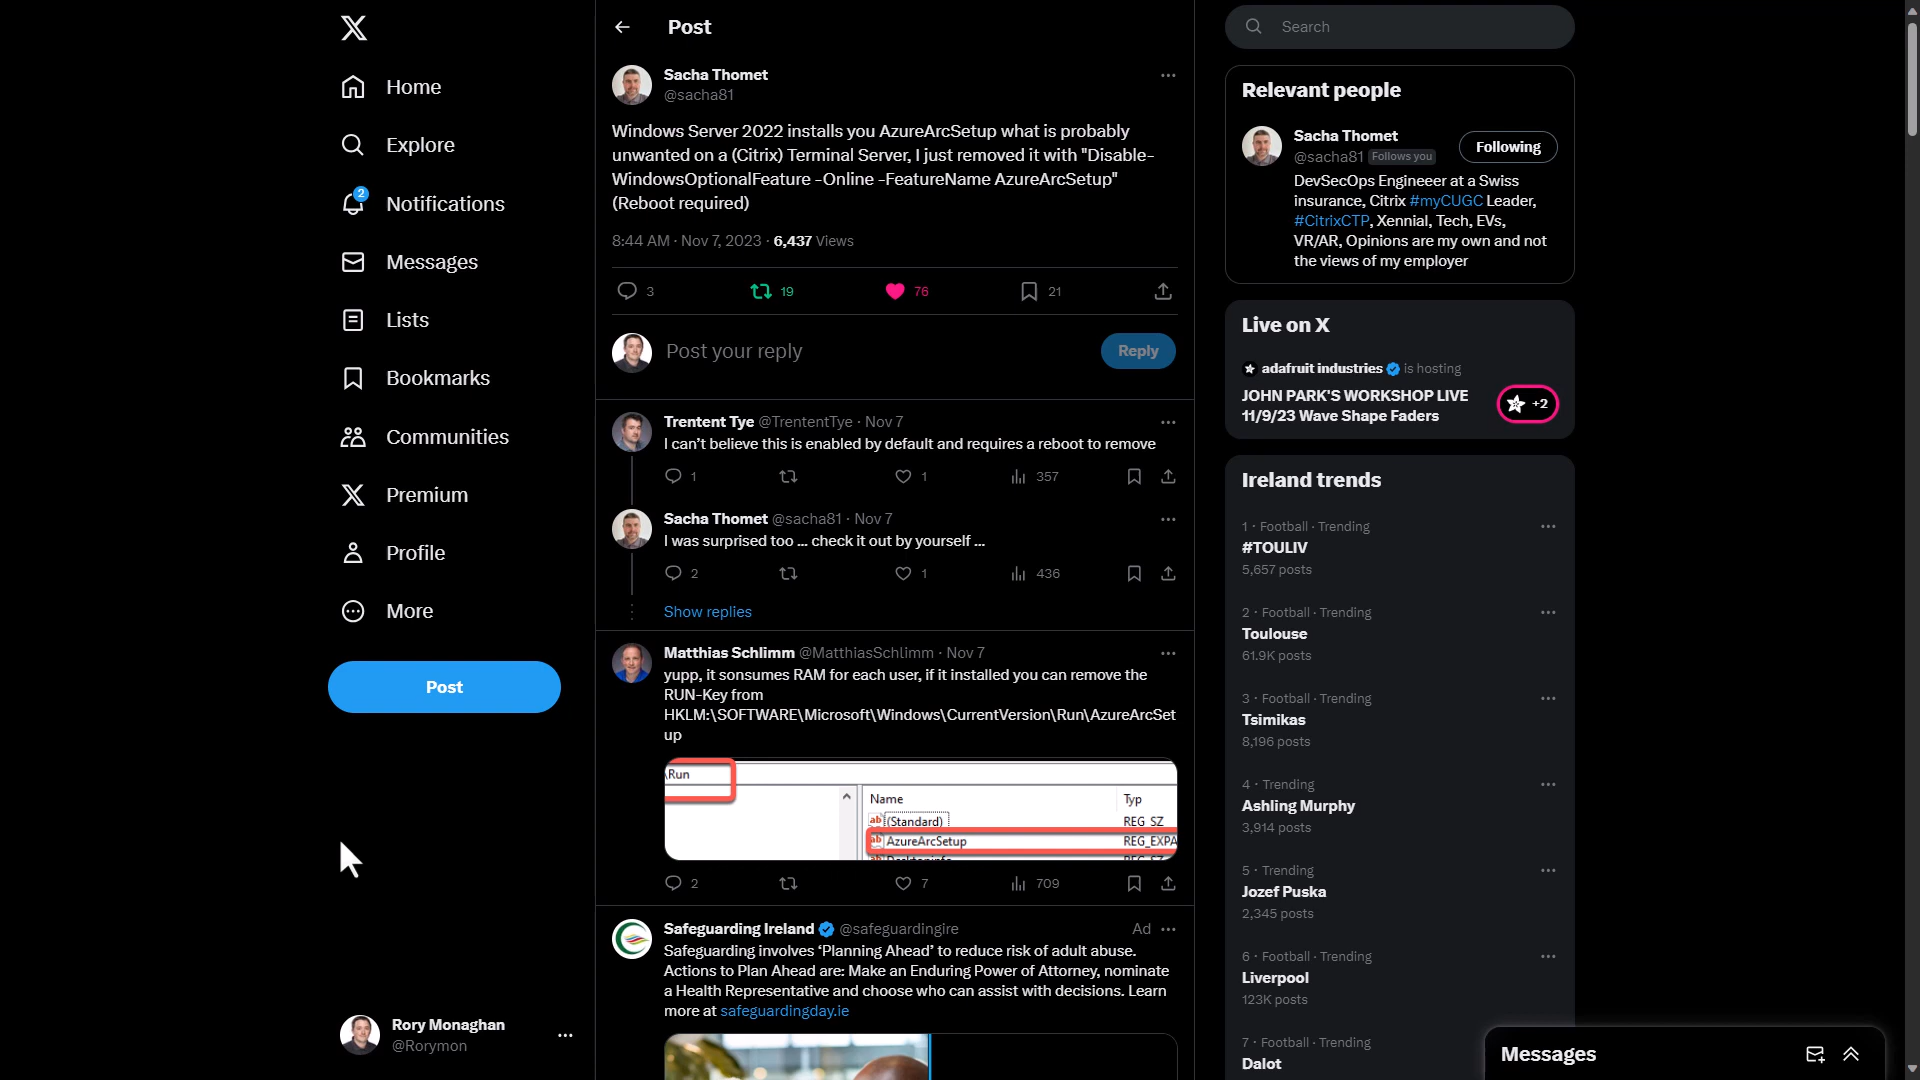 Home
Explore
2
Notifications
Messages
Lists
Bookmarks
Communities
Premium
Profile
More
Post
Rory Monaghan
@Rorymon
Post
Sacha Thomet
@sacha81
Windows Server 2022 installs you AzureArcSetup what is probably
unwanted on a (Citrix) Terminal Server, I just removed it with "Disable-
WindowsOptionalFeature -Online -FeatureName AzureArcSetup"
(Reboot required)
8:44 AM · Nov 7, 2023 · 6,437 Views
3 19 76 21
Post your reply
Reply
Trentent Tye @TrententTye · Nov 7
I can’t believe this is enabled by default and requires a reboot to remove
1 1 357
Sacha Thomet @sacha81 · Nov 7
I was surprised too ... check it out by yourself ...
2 1 436
Show replies
Matthias Schlimm @MatthiasSchlimm · Nov 7
yupp, it sonsumes RAM for each user, if it installed you can remove the
RUN-Key from
HKLM:\SOFTWARE\Microsoft\Windows\CurrentVersion\Run\AzureArcSet
up
\Run
Name Typ
ab (Standard) REG_SZ
ab AzureArcSetup REG_EXPA
2 7 709
Safeguarding Ireland @safeguardingire Ad
Safeguarding involves ‘Planning Ahead’ to reduce risk of adult abuse.
Actions to Plan Ahead are: Make an Enduring Power of Attorney, nominate
a Health Representative and choose who can assist with decisions. Learn
more at safeguardingday.ie
Search
Relevant people
Sacha Thomet
@sacha81 Follows you
Following
DevSecOps Engineeer at a Swiss
insurance, Citrix #myCUGC Leader,
#CitrixCTP, Xennial, Tech, EVs,
VR/AR, Opinions are my own and not
the views of my employer
Live on X
adafruit industries is hosting
JOHN PARK'S WORKSHOP LIVE
11/9/23 Wave Shape Faders
+2
Ireland trends
1 · Football · Trending
#TOULIV
5,657 posts
2 · Football · Trending
Toulouse
61.9K posts
3 · Football · Trending
Tsimikas
8,196 posts
4 · Trending
Ashling Murphy
3,914 posts
5 · Trending
Jozef Puska
2,345 posts
6 · Football · Trending
Liverpool
123K posts
7 · Football · Trending
Dalot
Messages